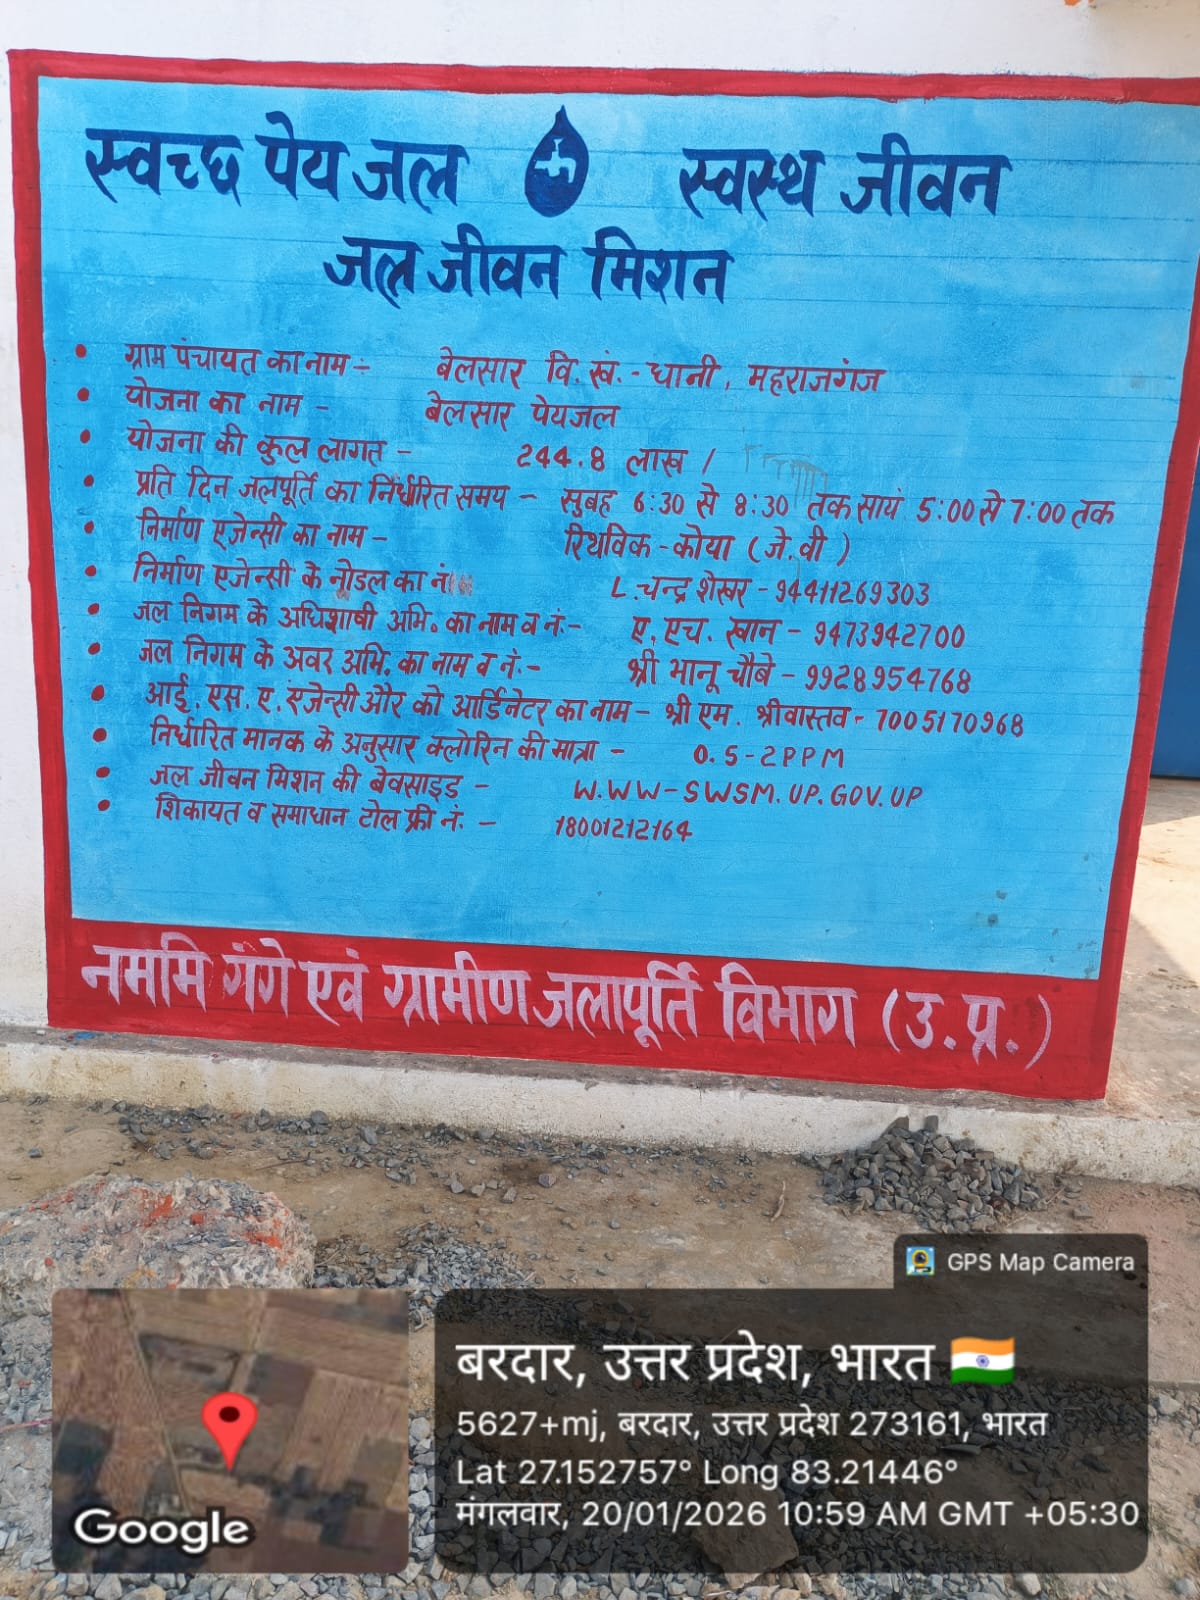 स्वच्छ पेय जल स्वस्थ जीवन
जल जीवन मिशन
• ग्राम पंचायत का नाम :- बेलसार वि. खं. - धानी, महराजगंज
• योजना का नाम - बेलसार पेयजल
• योजना की कुल लागत - 244.8 लाख /
• प्रति दिन जलपूर्ति का निर्धारित समय - सुबह 6:30 से 8:30 तक सायं 5:00 से 7:00 तक
• निर्माण एजेन्सी का नाम - रिथविक - कोया (जे. वी)
• निर्माण एजेन्सी के नोडल का नं. L. चन्द्र शेखर - 94411269303
• जल निगम के अधिशाषी अभि. का नाम व नं. - ए. एच. खान - 9473942700
• जल निगम के अवर अभि. का नाम व नं. - श्री भानू चौबे - 9928954768
• आई. एस. ए. एजेन्सी और को आर्डिनेटर का नाम - श्री एम. श्रीवास्तव - 7005170968
• निर्धारित मानक के अनुसार क्लोरिन की मात्रा - 0.5-2PPM
• जल जीवन मिशन की बेवसाइड - W.WW-SWSM.UP.GOV.UP
• शिकायत व समाधान टोल फ्री नं. - 18001212164
नममि गंगे एवं ग्रामीण जलापूर्ति विभाग (उ.प्र.)
GPS Map Camera
बरदार, उत्तर प्रदेश, भारत
5627+mj, बरदार, उत्तर प्रदेश 273161, भारत
Lat 27.152757° Long 83.21446°
मंगलवार, 20/01/2026 10:59 AM GMT +05:30
Google